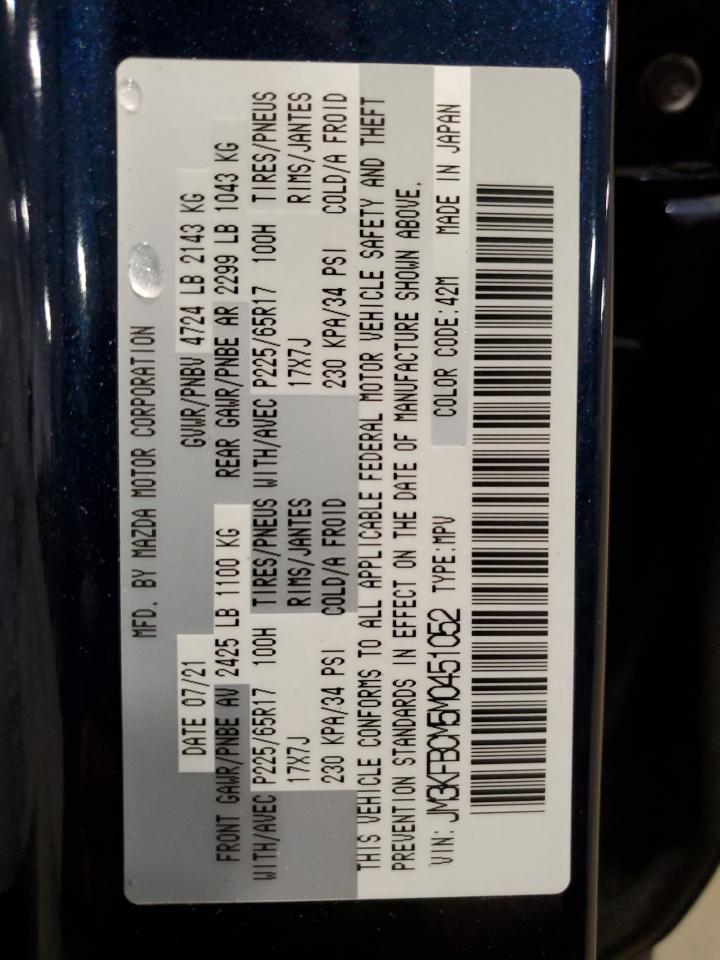 MFD. BY MAZDA MOTOR CORPORATION
DATE 07/21 GVWR/PNBV 4724 LB 2143 KG
FRONT GAWR/PNBE AV 2425 LB 1100 KG REAR GAWR/PNBE AR 2299 LB 1043 KG
WITH/AVEC P225/65R17 100H TIRES/PNEUS WITH/AVEC P225/65R17 100H TIRES/PNEUS
17X7J RIMS/JANTES 17X7J RIMS/JANTES
230 KPA/34 PSI COLD/A FROID 230 KPA/34 PSI COLD/A FROID
THIS VEHICLE CONFORMS TO ALL APPLICABLE FEDERAL MOTOR VEHICLE SAFETY AND THEFT
PREVENTION STANDARDS IN EFFECT ON THE DATE OF MANUFACTURE SHOWN ABOVE.
VIN: JM3KFBCM5M0451052 TYPE:MPV COLOR CODE:42M MADE IN JAPAN